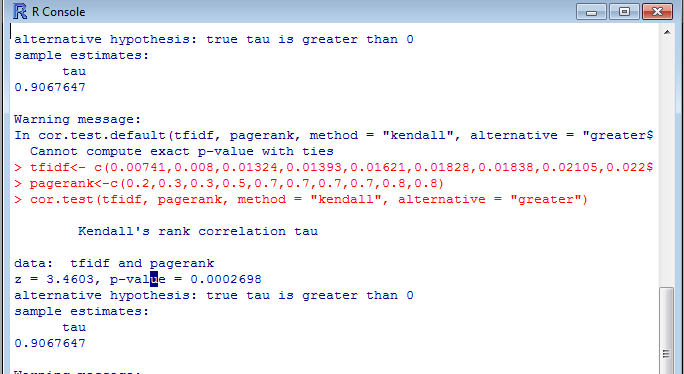 R Console
alternative hypothesis: true tau is greater than 0
sample estimates:
tau
0.9067647
Warning message:
In cor.test.default(tfidf, pagerank, method = "kendall", alternative = "greater$
Cannot compute exact p-value with ties
> tfidf<- c(0.00741,0.008,0.01324,0.01393,0.01621,0.01828,0.01838,0.02105,0.022$
> pagerank<-c(0.2,0.3,0.3,0.5,0.7,0.7,0.7,0.7,0.8,0.8)
> cor.test(tfidf, pagerank, method = "kendall", alternative = "greater")
Kendall's rank correlation tau
data:  tfidf and pagerank
z = 3.4603, p-value = 0.0002698
alternative hypothesis: true tau is greater than 0
sample estimates:
tau
0.9067647
Warning message: